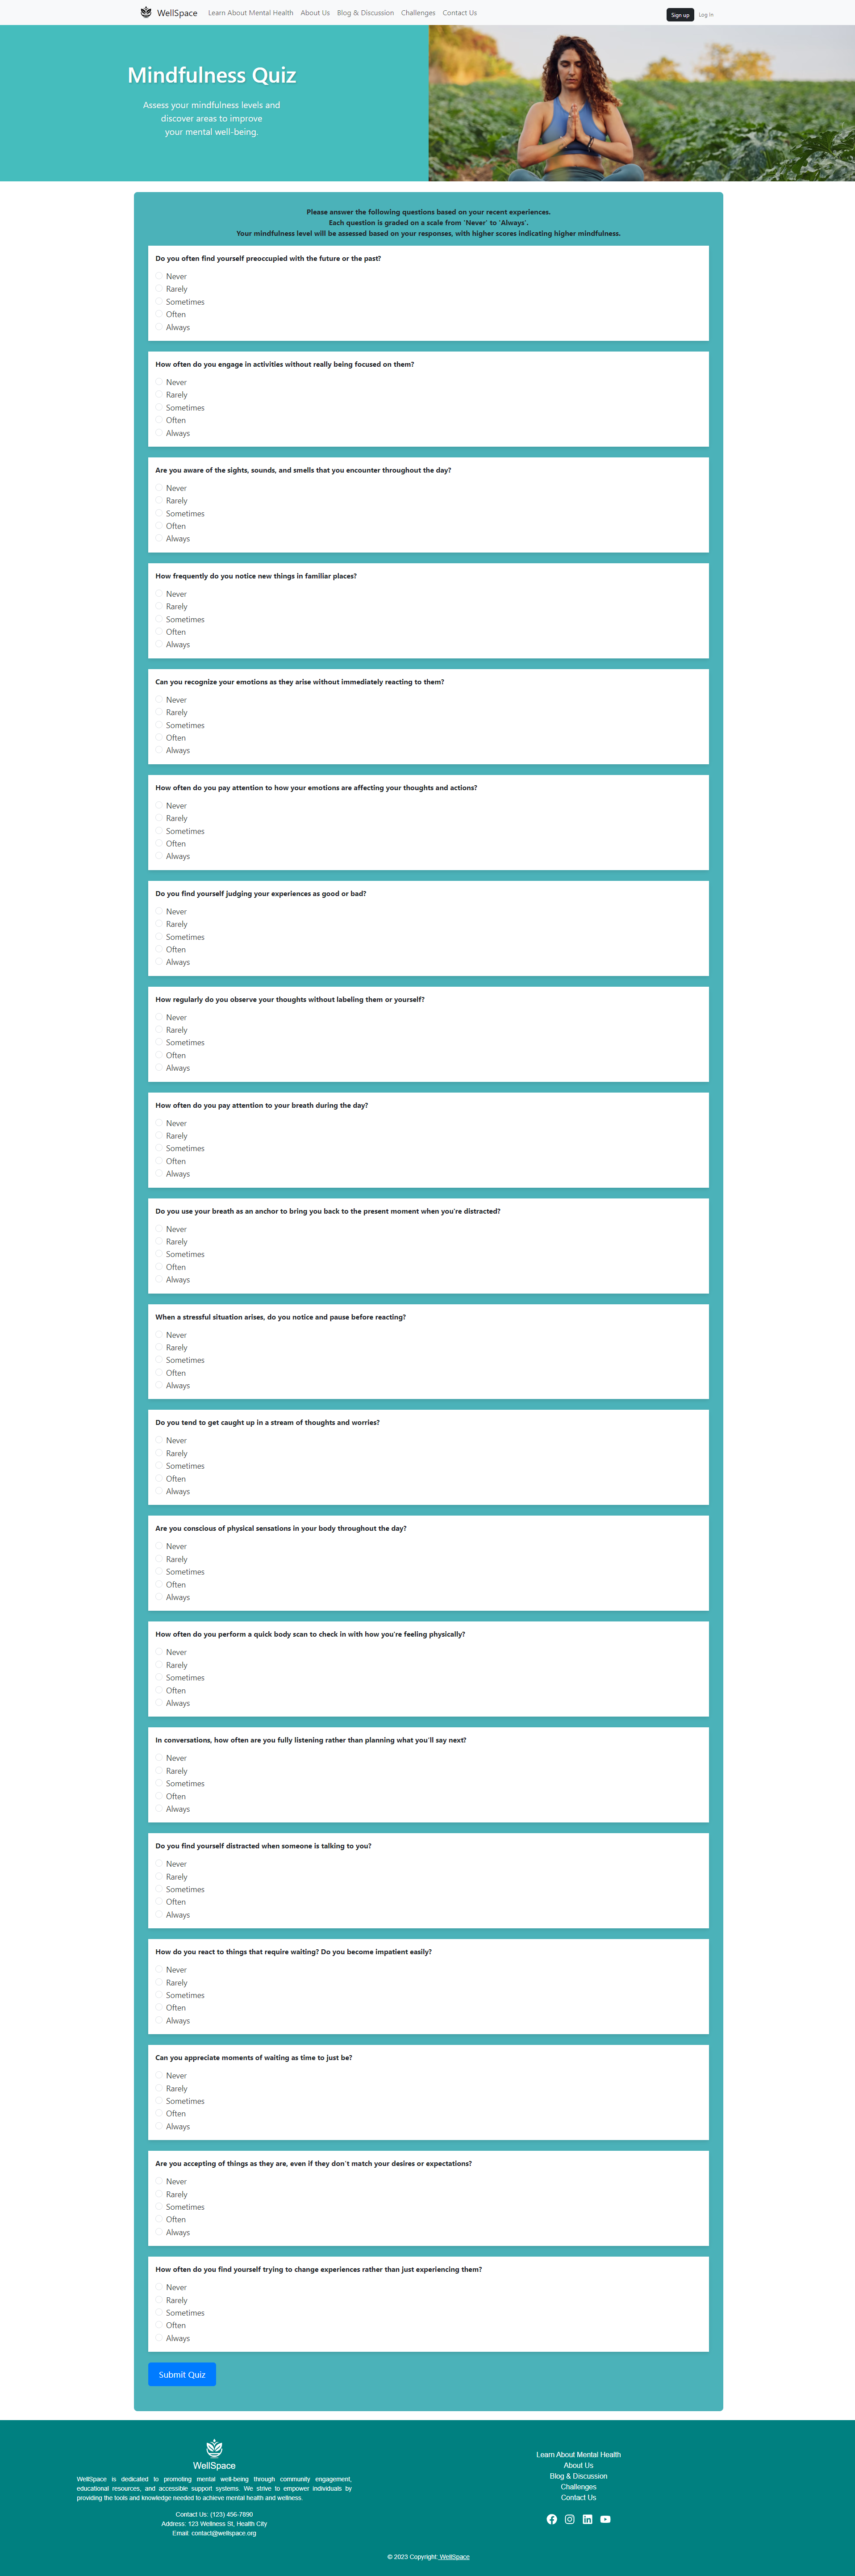 WellSpace
Learn About Mental Health
About Us
Blog & Discussion
Challenges
Contact Us
Sign up
Log In
Mindfulness Quiz
Assess your mindfulness levels and
discover areas to improve
your mental well-being.
Please answer the following questions based on your recent experiences.
Each question is graded on a scale from 'Never' to 'Always'.
Your mindfulness level will be assessed based on your responses, with higher scores indicating higher mindfulness.
Do you often find yourself preoccupied with the future or the past?
Never
Rarely
Sometimes
Often
Always
How often do you engage in activities without really being focused on them?
Never
Rarely
Sometimes
Often
Always
Are you aware of the sights, sounds, and smells that you encounter throughout the day?
Never
Rarely
Sometimes
Often
Always
How frequently do you notice new things in familiar places?
Never
Rarely
Sometimes
Often
Always
Can you recognize your emotions as they arise without immediately reacting to them?
Never
Rarely
Sometimes
Often
Always
How often do you pay attention to how your emotions are affecting your thoughts and actions?
Never
Rarely
Sometimes
Often
Always
Do you find yourself judging your experiences as good or bad?
Never
Rarely
Sometimes
Often
Always
How regularly do you observe your thoughts without labeling them or yourself?
Never
Rarely
Sometimes
Often
Always
How often do you pay attention to your breath during the day?
Never
Rarely
Sometimes
Often
Always
Do you use your breath as an anchor to bring you back to the present moment when you're distracted?
Never
Rarely
Sometimes
Often
Always
When a stressful situation arises, do you notice and pause before reacting?
Never
Rarely
Sometimes
Often
Always
Do you tend to get caught up in a stream of thoughts and worries?
Never
Rarely
Sometimes
Often
Always
Are you conscious of physical sensations in your body throughout the day?
Never
Rarely
Sometimes
Often
Always
How often do you perform a quick body scan to check in with how you're feeling physically?
Never
Rarely
Sometimes
Often
Always
In conversations, how often are you fully listening rather than planning what you'll say next?
Never
Rarely
Sometimes
Often
Always
Do you find yourself distracted when someone is talking to you?
Never
Rarely
Sometimes
Often
Always
How do you react to things that require waiting? Do you become impatient easily?
Never
Rarely
Sometimes
Often
Always
Can you appreciate moments of waiting as time to just be?
Never
Rarely
Sometimes
Often
Always
Are you accepting of things as they are, even if they don't match your desires or expectations?
Never
Rarely
Sometimes
Often
Always
How often do you find yourself trying to change experiences rather than just experiencing them?
Never
Rarely
Sometimes
Often
Always
Submit Quiz
WellSpace
WellSpace is dedicated to promoting mental well-being through community engagement,
educational resources, and accessible support systems. We strive to empower individuals by
providing the tools and knowledge needed to achieve mental health and wellness.
Contact Us: (123) 456-7890
Address: 123 Wellness St, Health City
Email: contact@wellspace.org
Learn About Mental Health
About Us
Blog & Discussion
Challenges
Contact Us
© 2023 Copyright: WellSpace